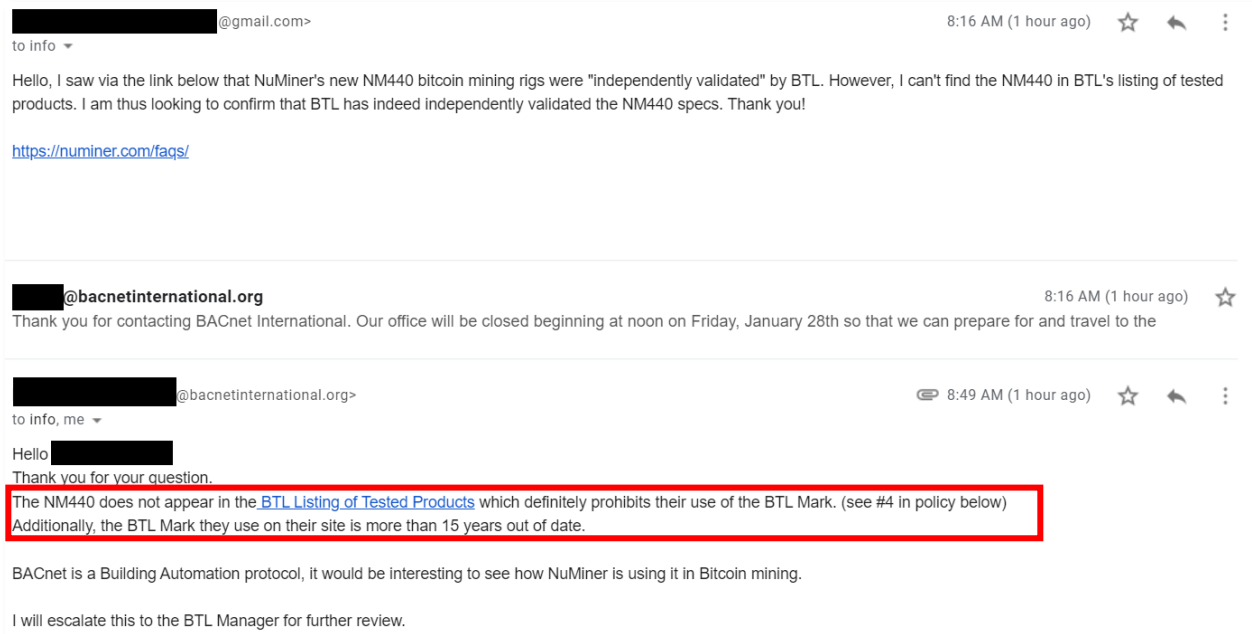 @gmail.com>
8:16 AM (1 hour ago)
to info
Hello, I saw via the link below that NuMiner's new NM440 bitcoin mining rigs were "independently validated" by BTL. However, I can't find the NM440 in BTL's listing of tested
products. I am thus looking to confirm that BTL has indeed independently validated the NM440 specs. Thank you!
https://numiner.com/faqs/
@bacnetinternational.org
8:16 AM (1 hour ago)
Thank you for contacting BACnet International. Our office will be closed beginning at noon on Friday, January 28th so that we can prepare for and travel to the
@bacnetinternational.org>
8:49 AM (1 hour ago)
to info, me
Hello
Thank you for your question.
The NM440 does not appear in the BTL Listing of Tested Products which definitely prohibits their use of the BTL Mark. (see #4 in policy below)
Additionally, the BTL Mark they use on their site is more than 15 years out of date.
BACnet is a Building Automation protocol, it would be interesting to see how NuMiner is using it in Bitcoin mining.
I will escalate this to the BTL Manager for further review.